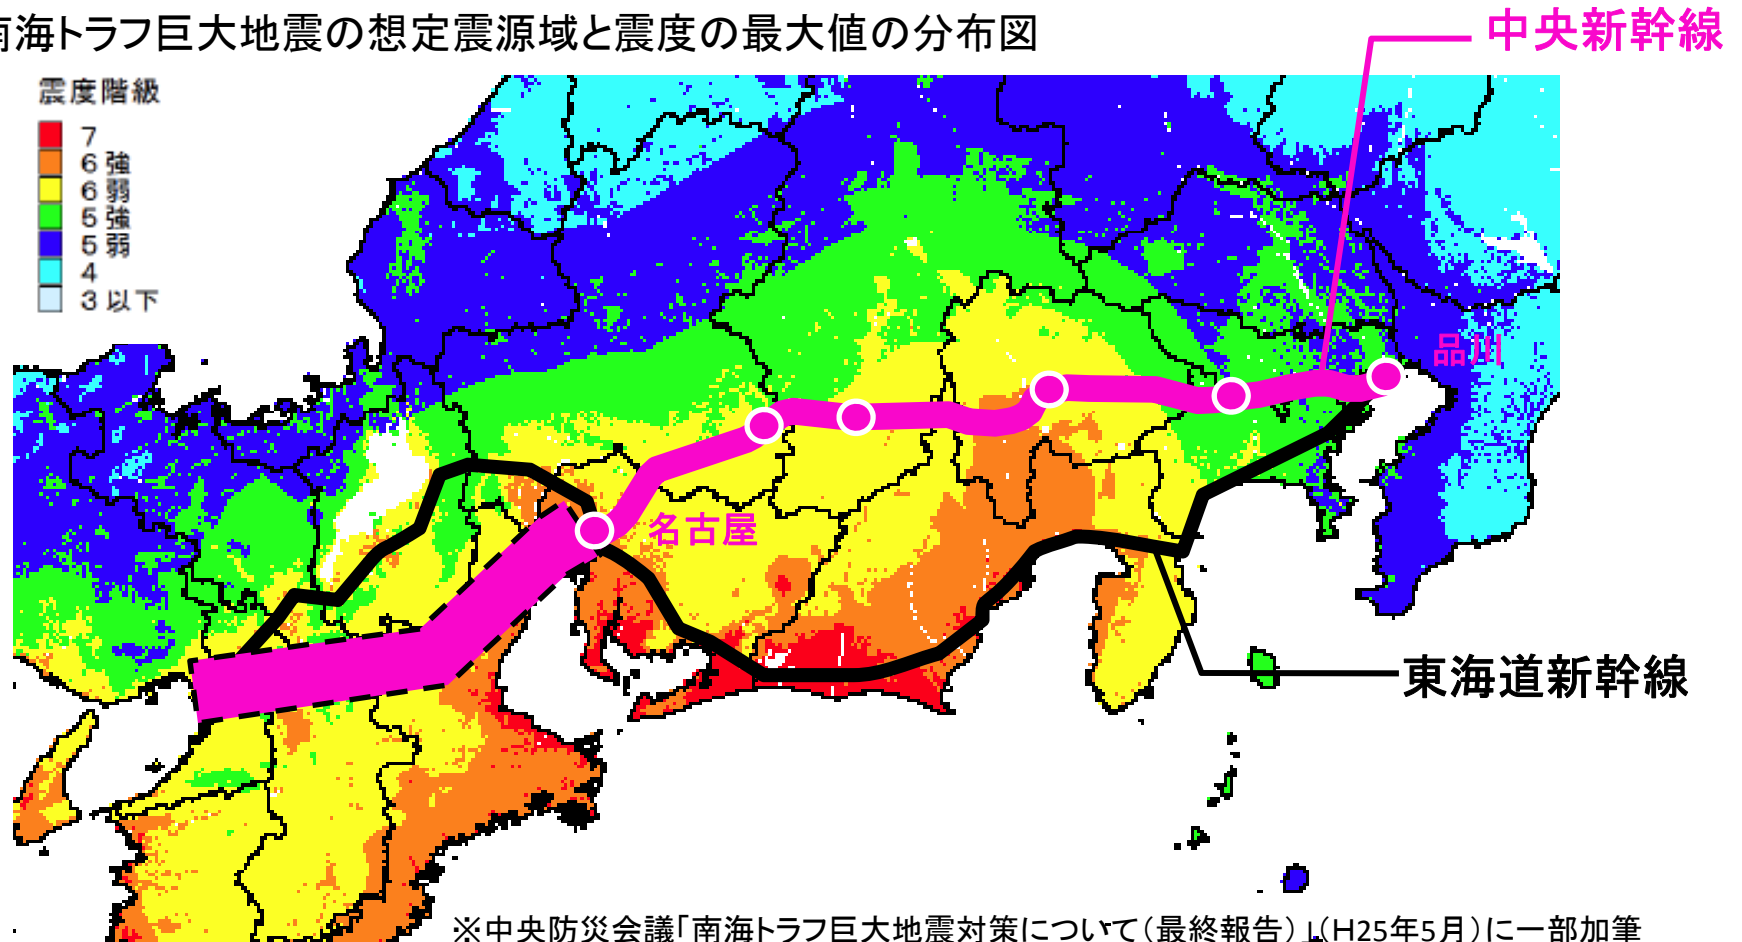 南海トラフ巨大地震の想定震源域と震度の最大値の分布図
中央新幹線
震度階級
7
6強
6弱
5強
5弱
4
3以下
品川
名古屋
東海道新幹線
※中央防災会議「南海トラフ巨大地震対策について(最終報告)」(H25年5月)に一部加筆